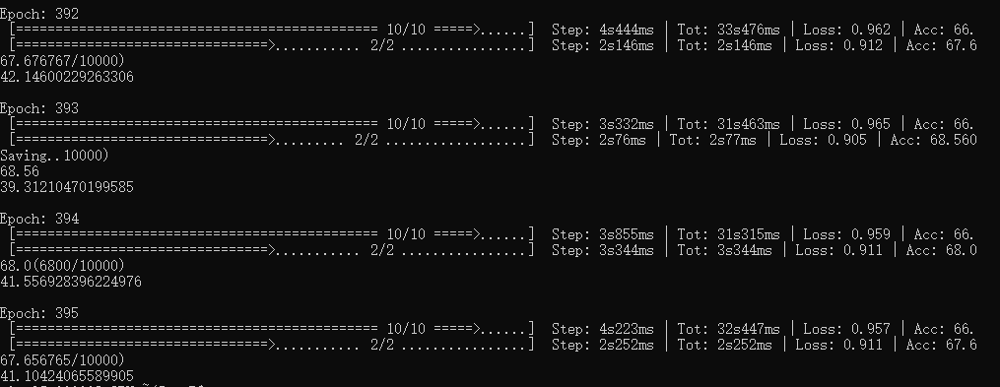 Epoch: 392
[============================================== 10/10 =====>......]  Step: 4s444ms | Tot: 33s476ms | Loss: 0.962 | Acc: 66.
[================================>........... 2/2 ................]  Step: 2s146ms | Tot: 2s146ms | Loss: 0.912 | Acc: 67.6
67.676767/10000)
42.14600229263306
Epoch: 393
[============================================== 10/10 =====>......]  Step: 3s332ms | Tot: 31s463ms | Loss: 0.965 | Acc: 66.
[================================>.......... 2/2 .................]  Step: 2s76ms | Tot: 2s77ms | Loss: 0.905 | Acc: 68.560
Saving..10000)
68.56
39.31210470199585
Epoch: 394
[============================================== 10/10 =====>......]  Step: 3s855ms | Tot: 31s315ms | Loss: 0.959 | Acc: 66.
[================================>........... 2/2 ................]  Step: 3s344ms | Tot: 3s344ms | Loss: 0.911 | Acc: 68.0
68.0(6800/10000)
41.556928396224976
Epoch: 395
[============================================== 10/10 =====>......]  Step: 4s223ms | Tot: 32s447ms | Loss: 0.957 | Acc: 66.
[================================>........... 2/2 ................]  Step: 2s252ms | Tot: 2s252ms | Loss: 0.911 | Acc: 67.6
67.656765/10000)
41.10424065589905